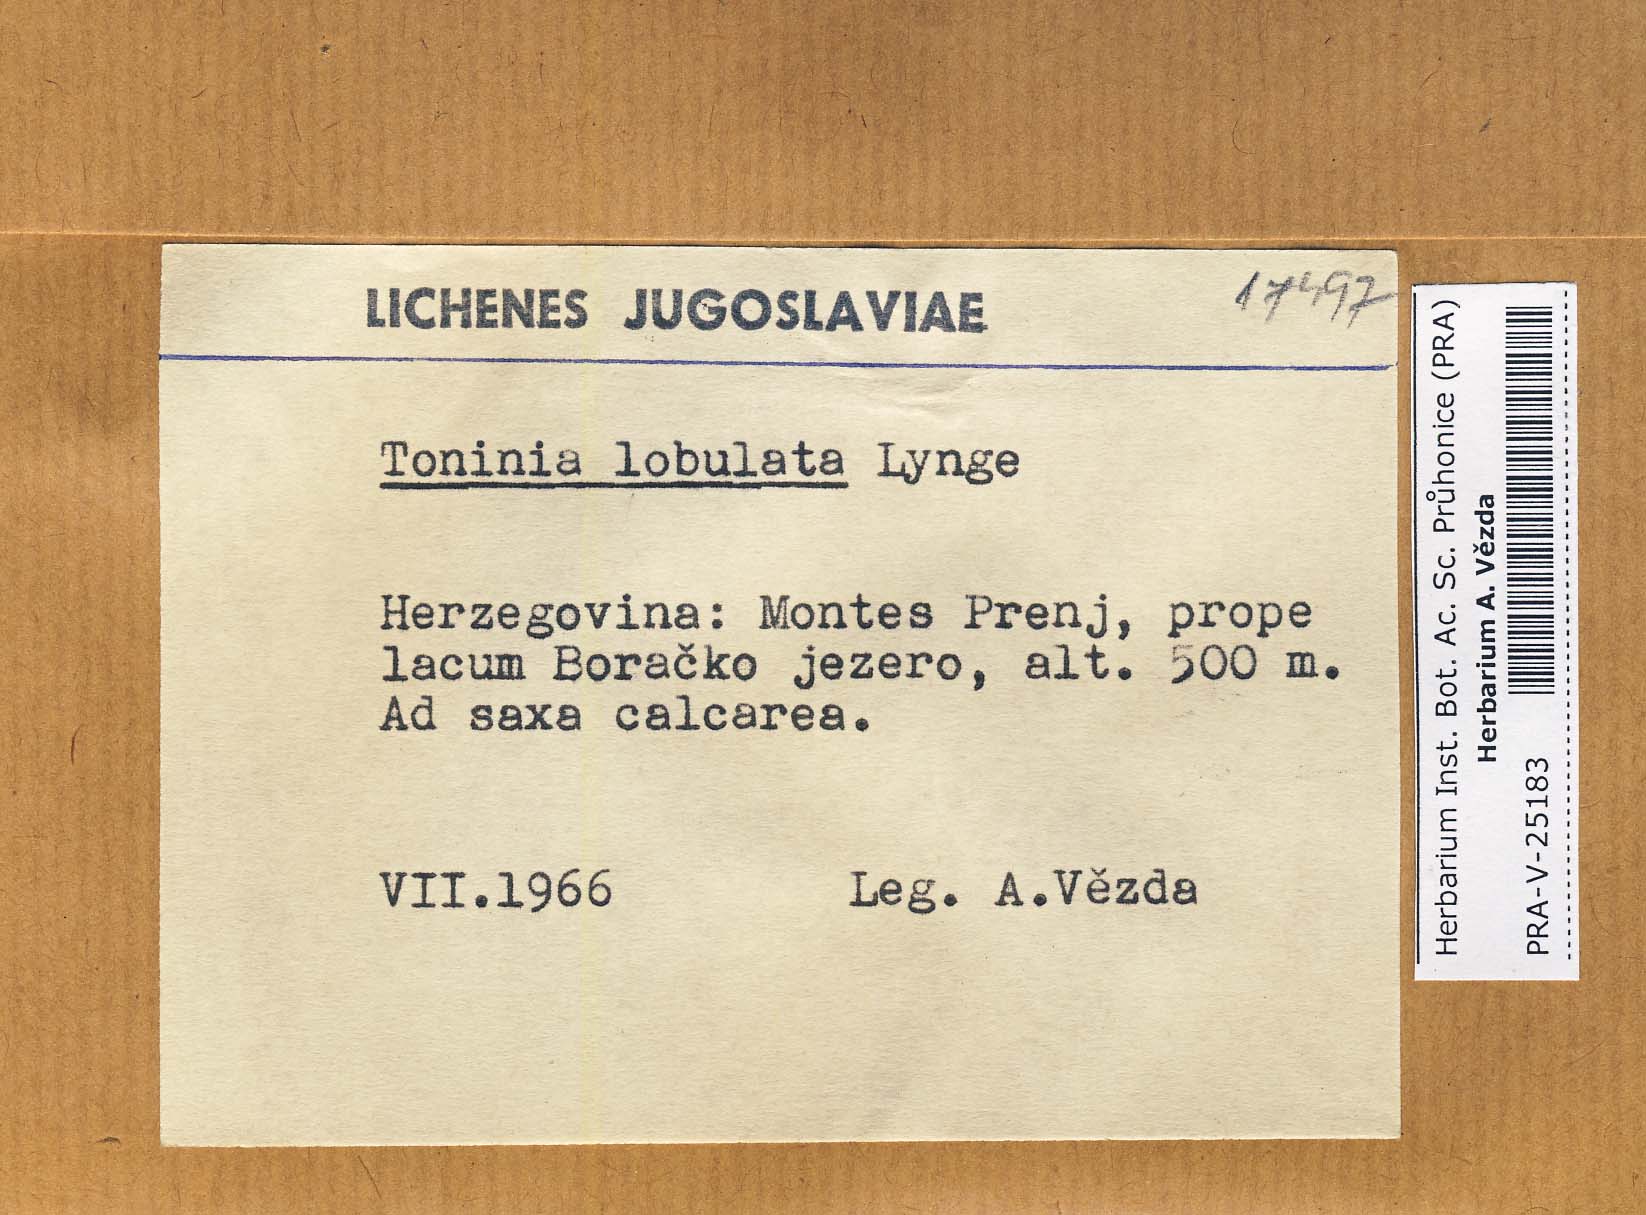 LICHENES JUGOSLAVIAE
17497
Toninia lobulata Lynge
Herzegovina: Montes Prenj, prope
lacum Boračko jezero, alt. 500 m.
Ad saxa calcarea.
VII.1966 Leg. A.Vězda
Herbarium Inst. Bot. Ac. Sc. Průhonice (PRA)
Herbarium A. Vězda
PRA-V-25183